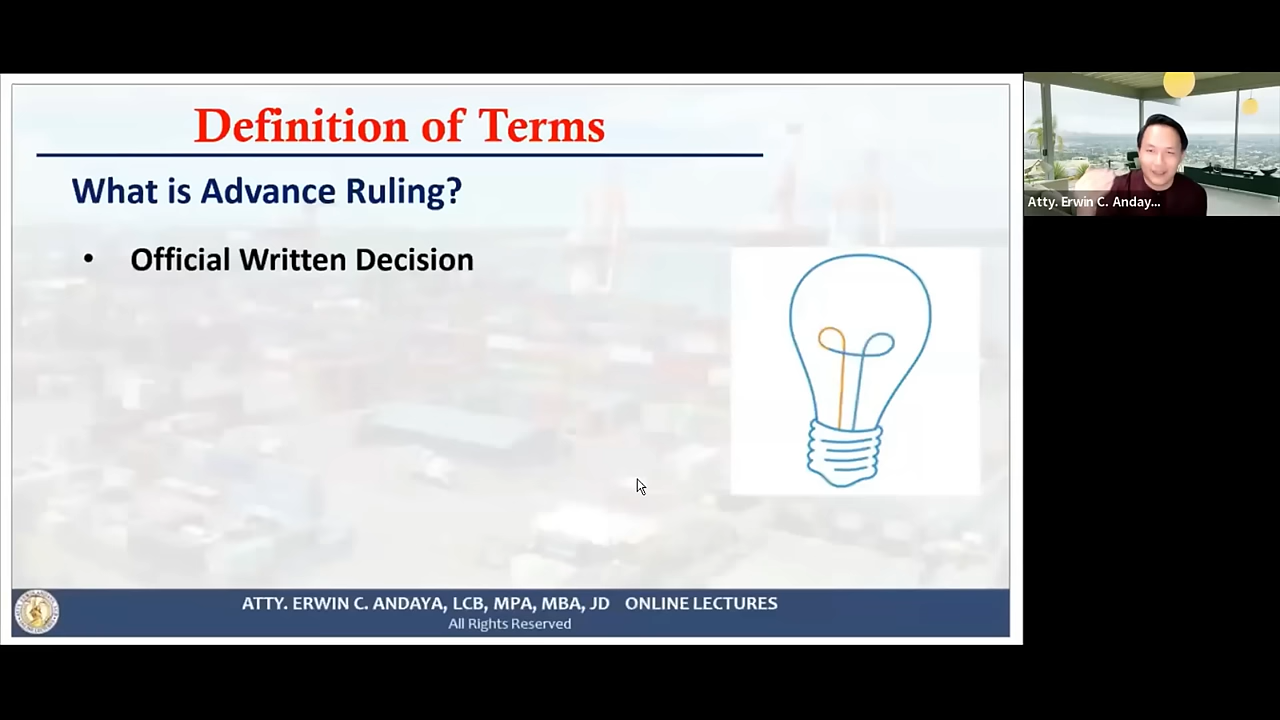 Definition of Terms
What is Advance Ruling?
• Official Written Decision
Atty. Erwin C. Anday...
ATTY. ERWIN C. ANDAYA, LCB, MPA, MBA, JD ONLINE LECTURES
All Rights Reserved